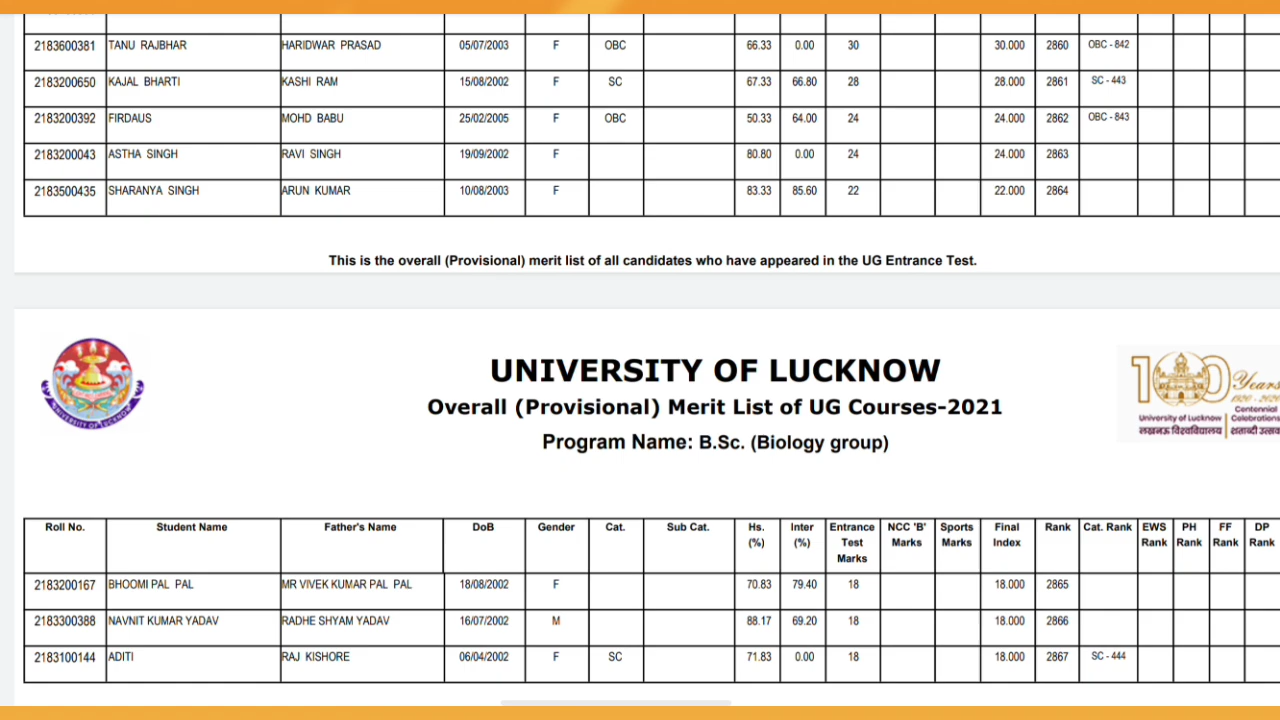 2183600381 TANU RAJBHAR HARIDWAR PRASAD 05/07/2003 F OBC 66.33 0.00 30 30.000 2860 OBC - 842
2183200650 KAJAL BHARTI KASHI RAM 15/08/2002 F SC 67.33 66.80 28 28.000 2861 SC - 443
2183200392 FIRDAUS MOHD BABU 25/02/2005 F OBC 50.33 64.00 24 24.000 2862 OBC - 843
2183200043 ASTHA SINGH RAVI SINGH 19/09/2002 F 80.80 0.00 24 24.000 2863
2183500435 SHARANYA SINGH ARUN KUMAR 10/08/2003 F 83.33 85.60 22 22.000 2864
This is the overall (Provisional) merit list of all candidates who have appeared in the UG Entrance Test.
UNIVERSITY OF LUCKNOW
Overall (Provisional) Merit List of UG Courses-2021
Program Name: B.Sc. (Biology group)
UNIVERSITY OF LUCKNOW
100 Years
1920 - 2020
University of Lucknow
लखनऊ विश्वविद्यालय
Centennial
Celebrations
शताब्दी
Roll No. Student Name Father's Name DoB Gender Cat. Sub Cat. Hs. Inter Entrance NCC 'B' Sports Final Rank Cat. Rank EWS PH FF DP
(%) (%) Test Marks Marks Index Rank Rank Rank Rank
Marks
2183200167 BHOOMI PAL PAL MR VIVEK KUMAR PAL PAL 18/08/2002 F 70.83 79.40 18 18.000 2865
2183300388 NAVNIT KUMAR YADAV RADHE SHYAM YADAV 16/07/2002 M 88.17 69.20 18 18.000 2866
2183100144 ADITI RAJ KISHORE 06/04/2002 F SC 71.83 0.00 18 18.000 2867 SC - 444